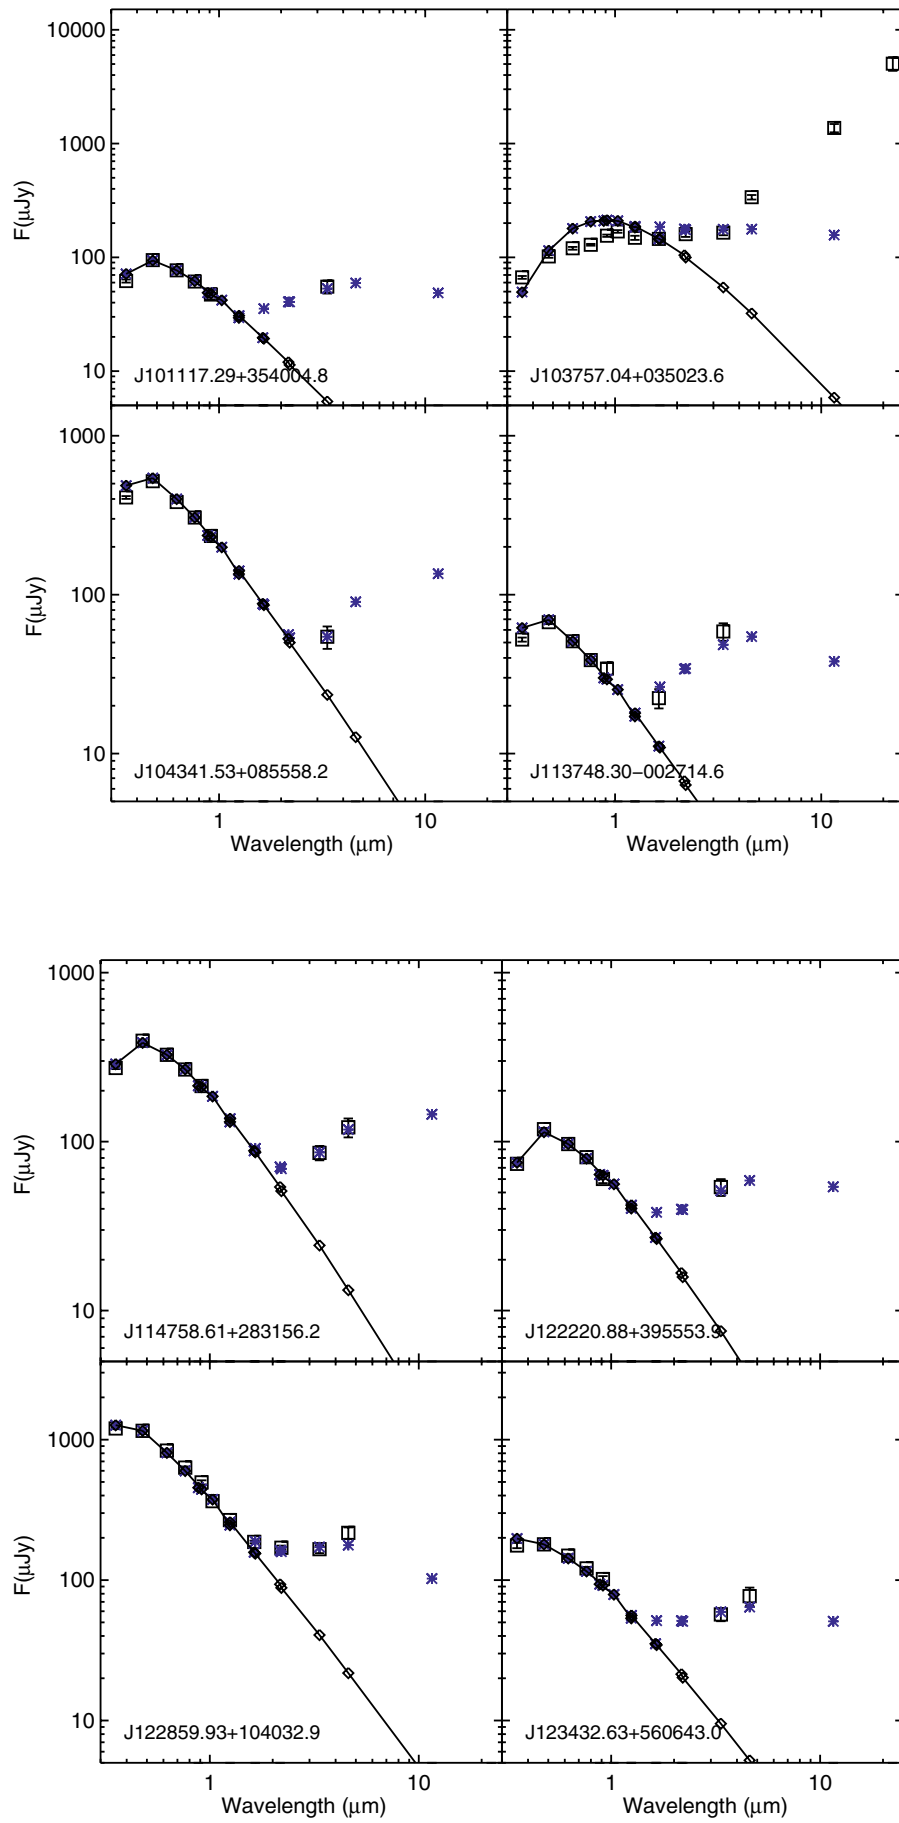 10000
1000
100
10
F(μJy)
J101117.29+354004.8
J103757.04+035023.6
1000
100
10
F(μJy)
J104341.53+085558.2
J113748.30−002714.6
1 10 1 10
Wavelength (μm) Wavelength (μm)
1000
100
10
F(μJy)
J114758.61+283156.2
J122220.88+395553.9
1000
100
10
F(μJy)
J122859.93+104032.9
J123432.63+560643.0
1 10 1 10
Wavelength (μm) Wavelength (μm)